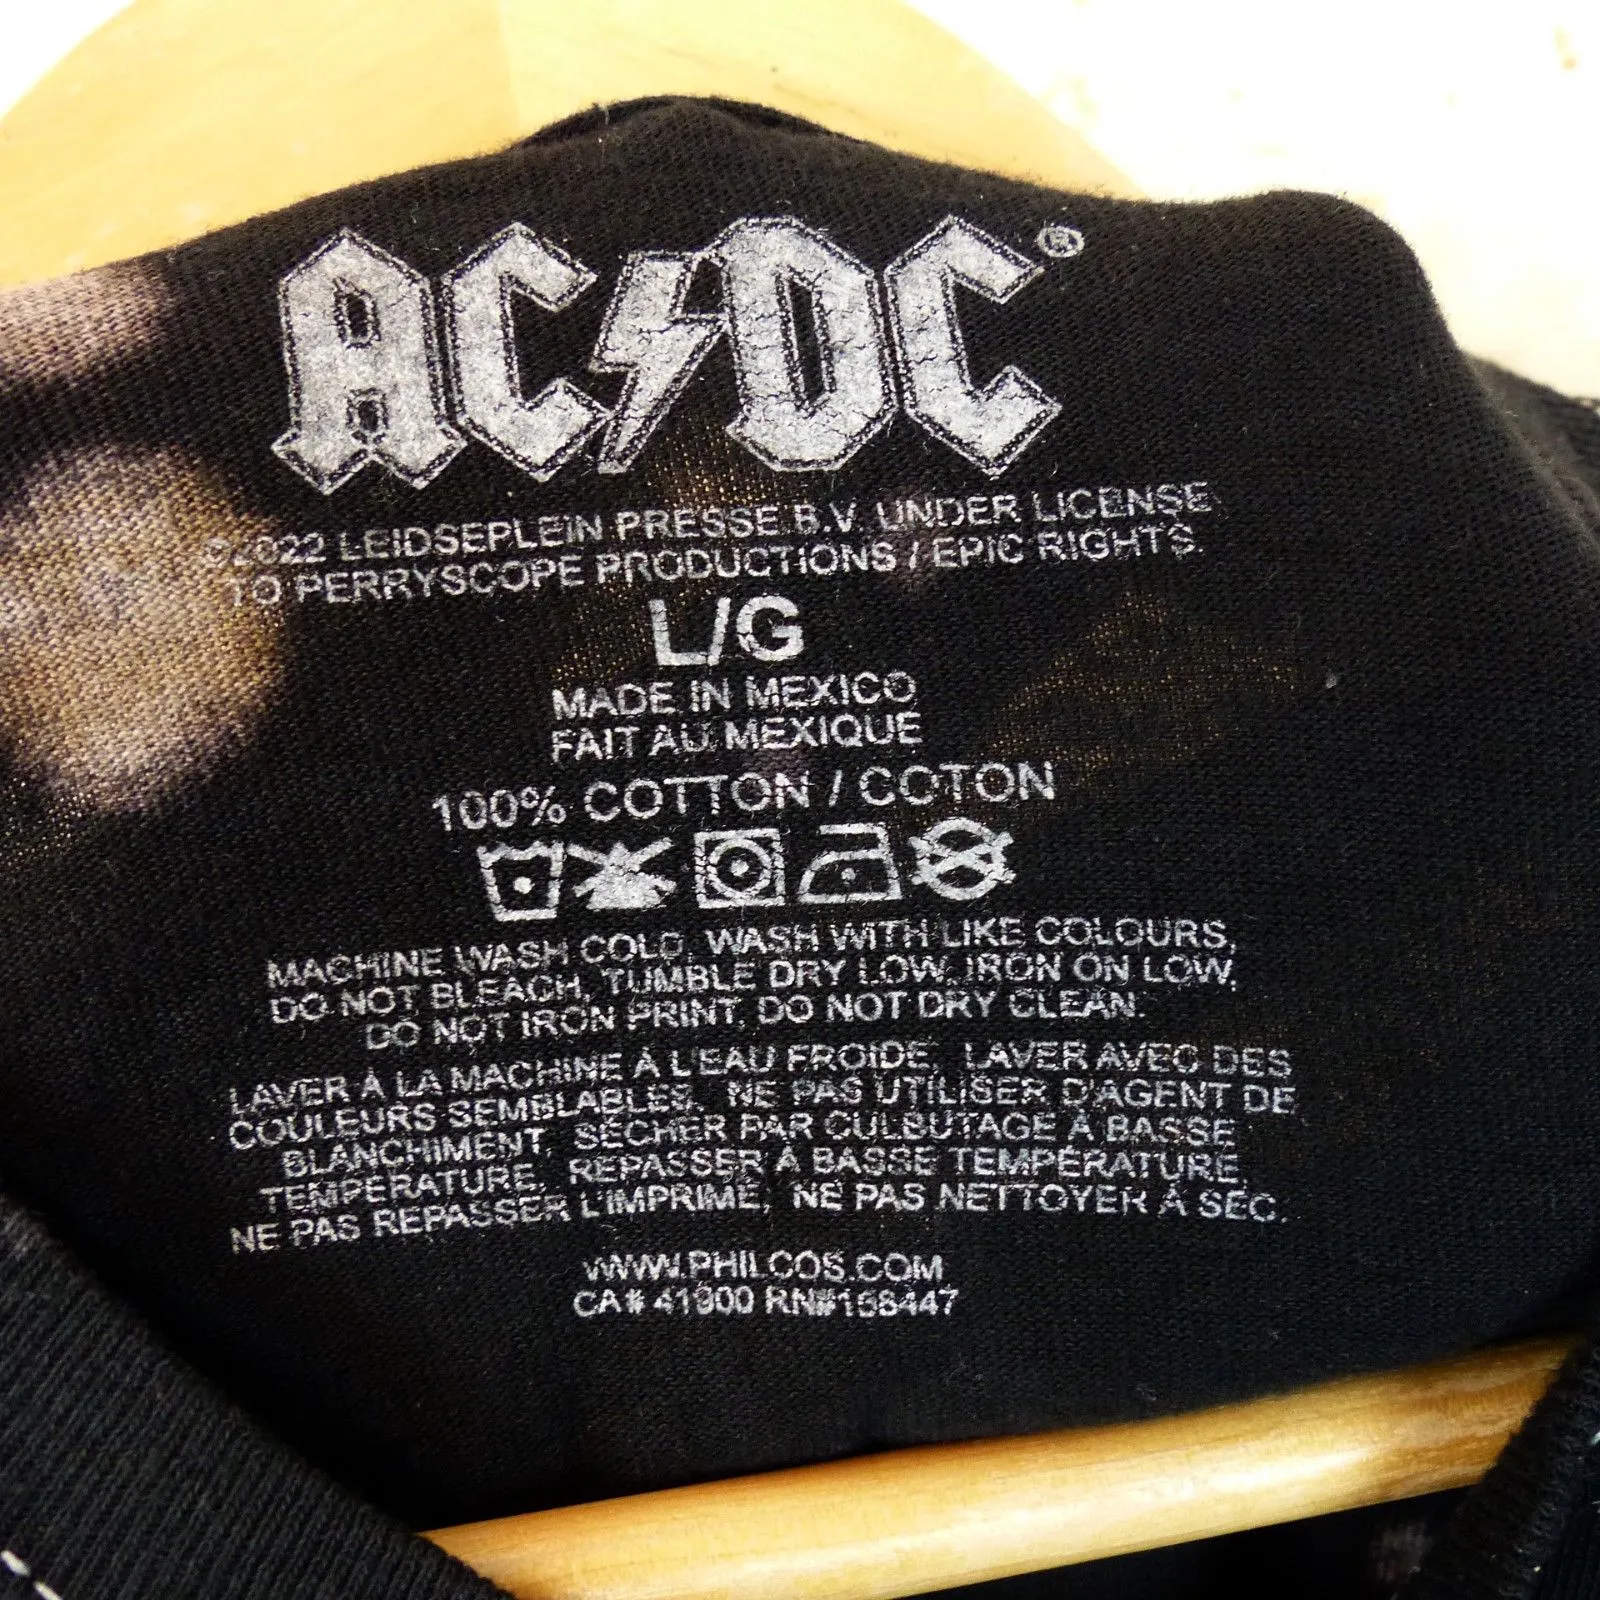 AC/DC®
©2022 LEIDSEPLEIN PRESSE B.V. UNDER LICENSE
TO PERRYSCOPE PRODUCTIONS / EPIC RIGHTS.
L/G
MADE IN MEXICO
FAIT AU MEXIQUE
100% COTTON / COTON
MACHINE WASH COLD, WASH WITH LIKE COLOURS,
DO NOT BLEACH, TUMBLE DRY LOW, IRON ON LOW,
DO NOT IRON PRINT, DO NOT DRY CLEAN.
LAVER À LA MACHINE À L'EAU FROIDE, LAVER AVEC DES
COULEURS SEMBLABLES, NE PAS UTILISER D'AGENT DE
BLANCHIMENT, SÉCHER PAR CULBUTAGE À BASSE
TEMPÉRATURE, REPASSER À BASSE TEMPÉRATURE,
NE PAS REPASSER L'IMPRIMÉ, NE PAS NETTOYER À SEC.
WWW.PHILCOS.COM
CA# 41900 RN#158447